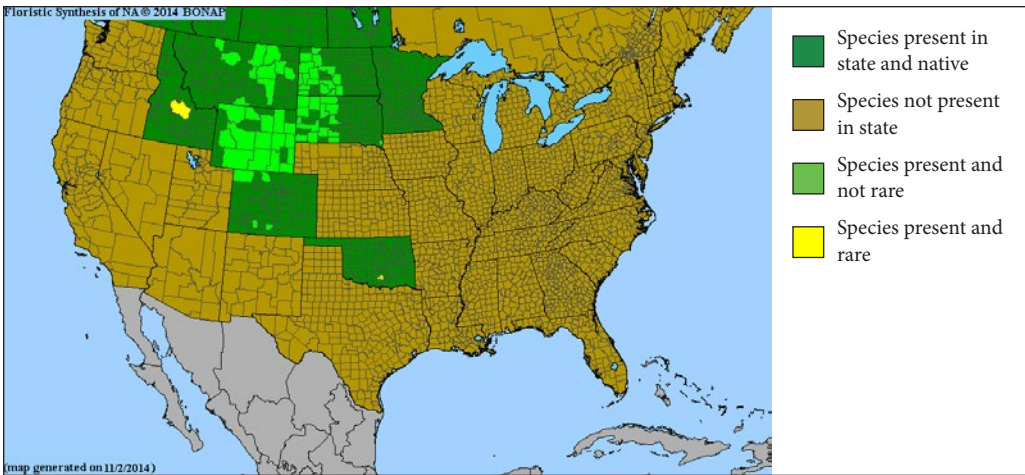 Floristic Synthesis of NA © 2014 BONAP
Species present in
state and native
Species not present
in state
Species present and
not rare
Species present and
rare
(map generated on 11/2/2014)